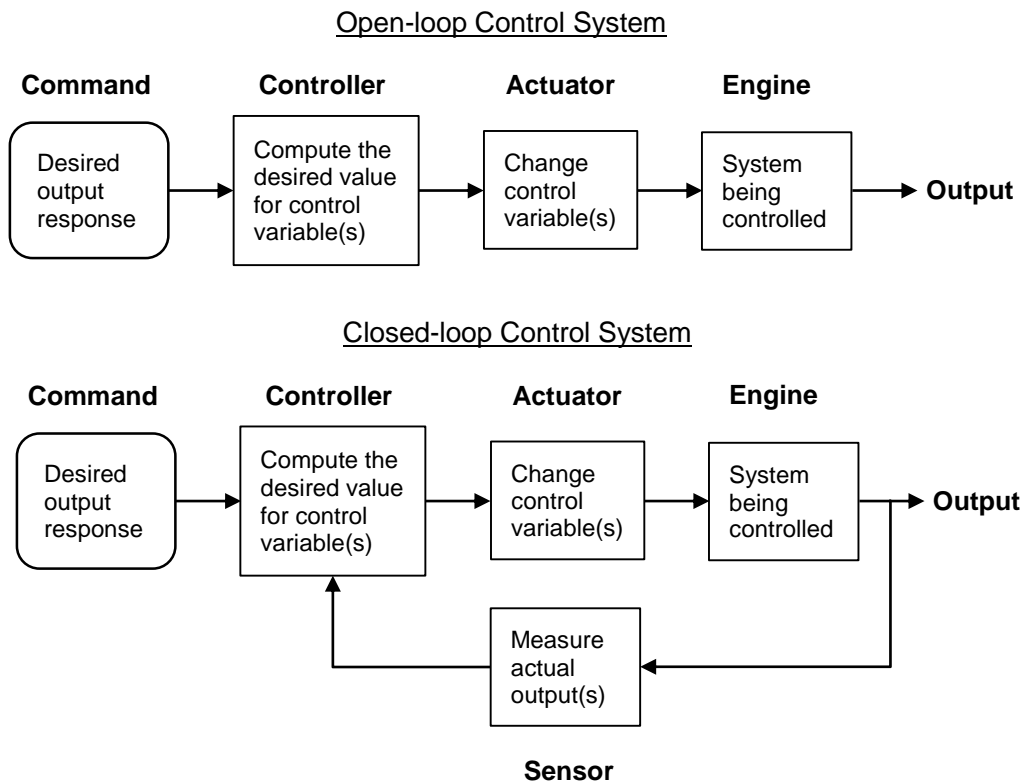 Open-loop Control System
Command
Controller
Actuator
Engine
Desired
output
response
Compute the
desired value
for control
variable(s)
Change
control
variable(s)
System
being
controlled
Output
Closed-loop Control System
Command
Controller
Actuator
Engine
Desired
output
response
Compute the
desired value
for control
variable(s)
Change
control
variable(s)
System
being
controlled
Output
Measure
actual
output(s)
Sensor